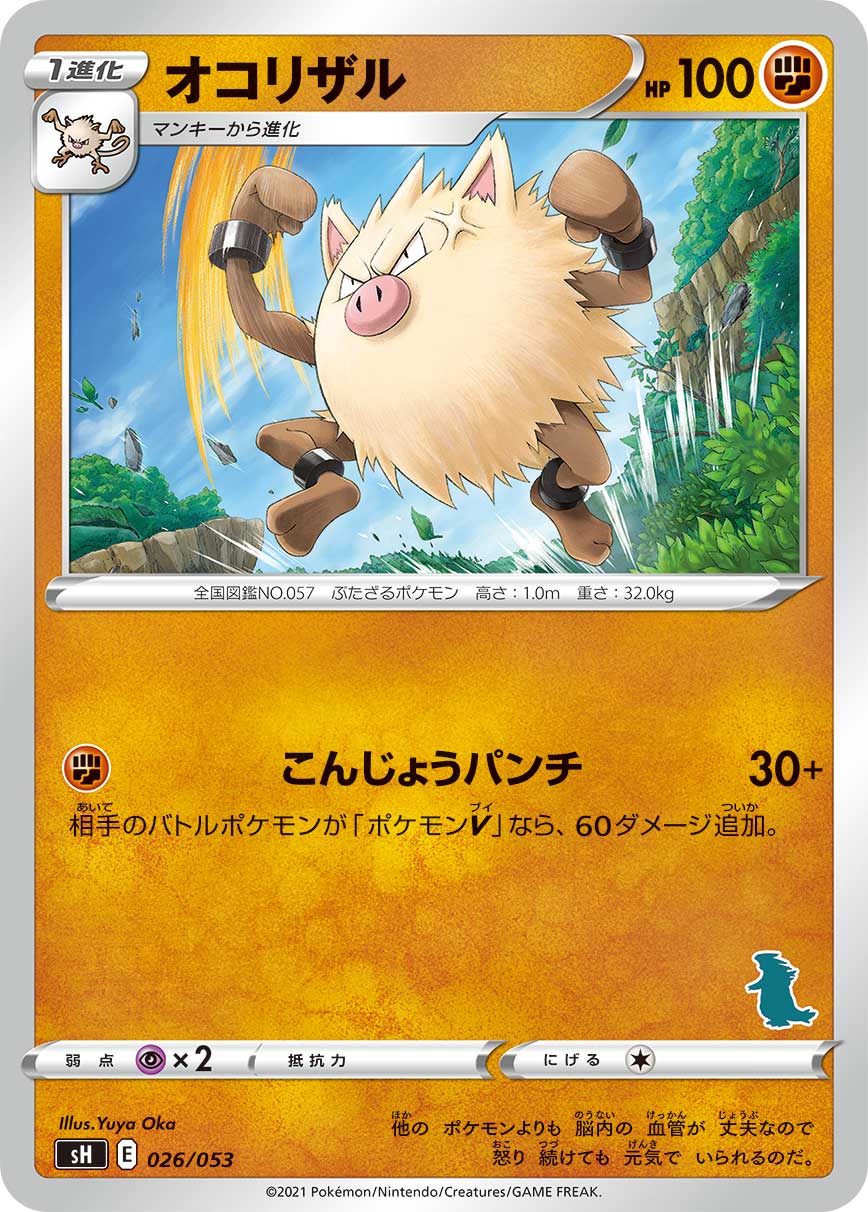 1進化
オコリザル
HP 100
マンキーから進化
全国図鑑NO.057 ぶたざるポケモン 高さ：1.0m 重さ：32.0kg
こんじょうパンチ 30+
あいて ブイ ついか
相手のバトルポケモンが「ポケモンV」なら、60ダメージ追加。
弱点 ×2 抵抗力 にげる
Illus.Yuya Oka
sH E 026/053
ほか のうない けっかん じょうぶ
他の ポケモンよりも 脳内の 血管が 丈夫なので
おこ つづ げんき
怒り 続けても 元気で いられるのだ。
©2021 Pokémon/Nintendo/Creatures/GAME FREAK.